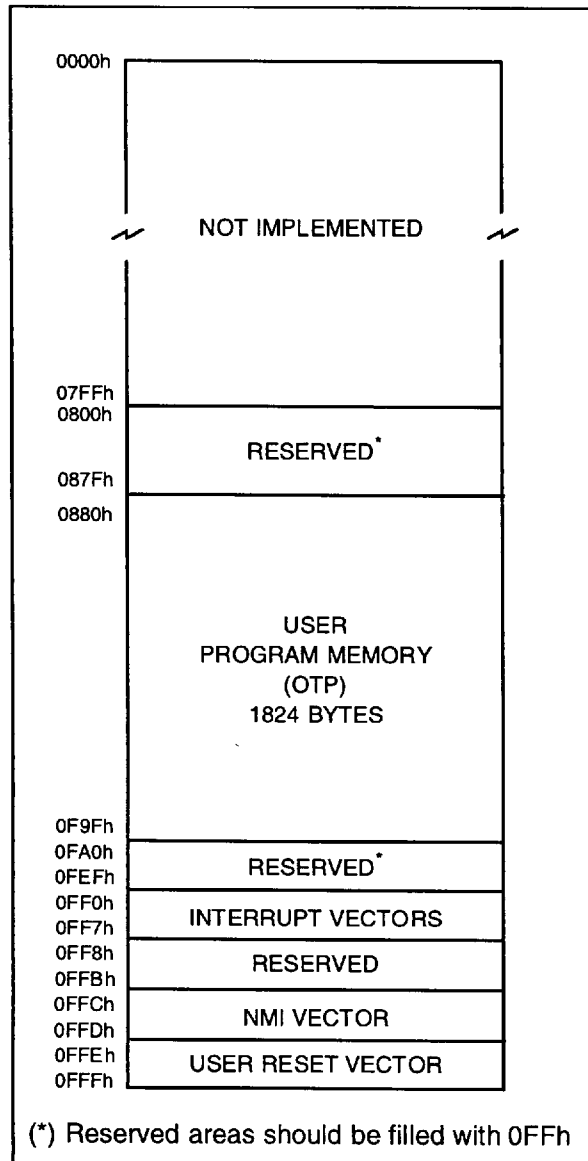 0000h
NOT IMPLEMENTED
07FFh
0800h
RESERVED*
087Fh
0880h
USER
PROGRAM MEMORY
(OTP)
1824 BYTES
0F9Fh
0FA0h
RESERVED*
0FEFh
0FF0h
INTERRUPT VECTORS
0FF7h
0FF8h
RESERVED
0FFBh
0FFCh
NMI VECTOR
0FFDh
0FFEh
USER RESET VECTOR
0FFFh
(*) Reserved areas should be filled with 0FFh